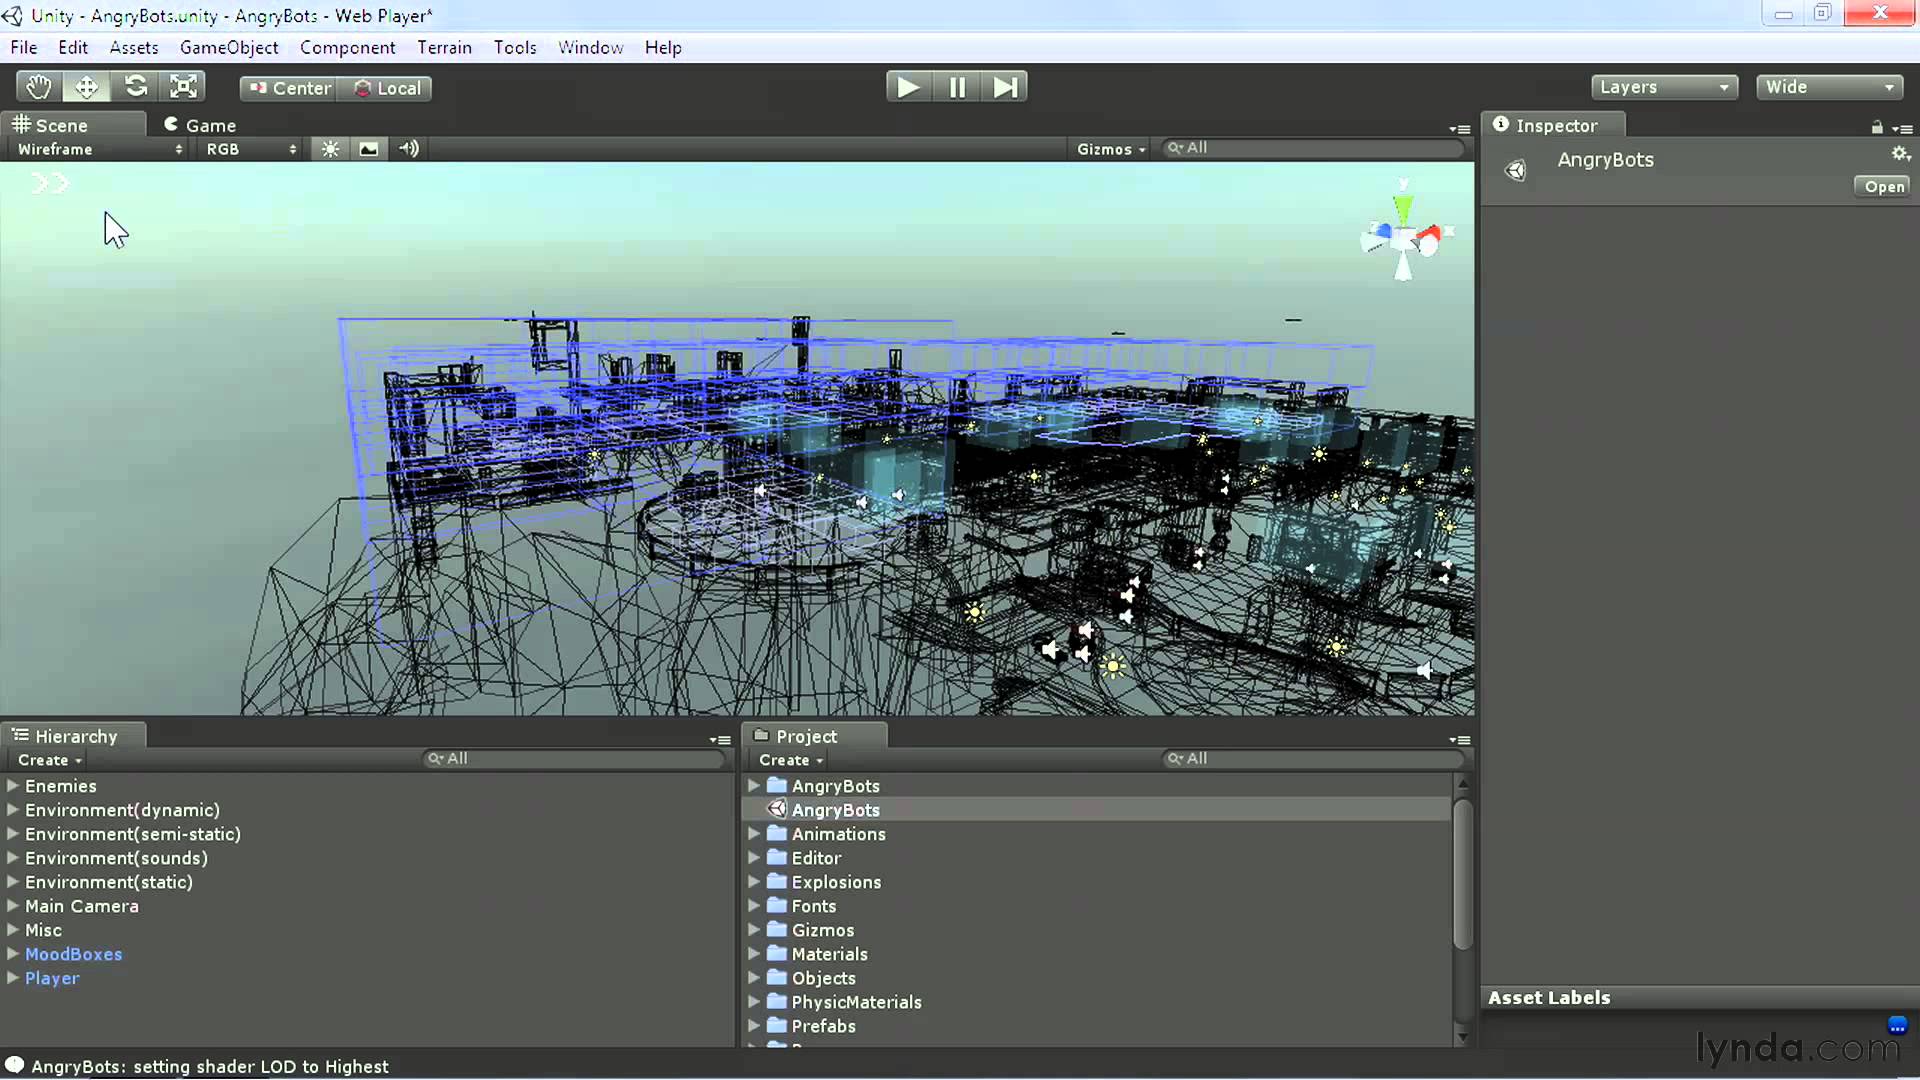 Unity - AngryBots.unity - AngryBots - Web Player*
File Edit Assets GameObject Component Terrain Tools Window Help
Center Local Layers Wide
Scene Game Inspector
Wireframe RGB Gizmos All
AngryBots
Open
y
x
Hierarchy Project
Create All Create All
Enemies
Environment(dynamic)
Environment(semi-static)
Environment(sounds)
Environment(static)
Main Camera
Misc
MoodBoxes
Player
AngryBots
AngryBots
Animations
Editor
Explosions
Fonts
Gizmos
Materials
Objects
PhysicMaterials
Prefabs
Asset Labels
lynda.com
AngryBots: setting shader LOD to Highest